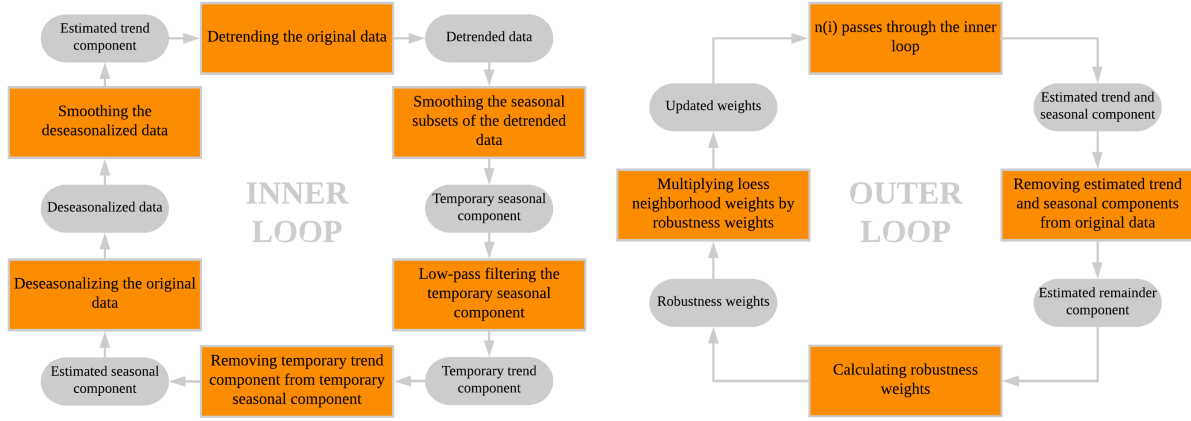 Estimated trend
component
Detrending the original data
Detrended data
Smoothing the
deseasonalized data
Smoothing the seasonal
subsets of the detrended
data
INNER
LOOP
Deseasonalized data
Temporary seasonal
component
Deseasonalizing the original
data
Low-pass filtering the
temporary seasonal
component
Estimated seasonal
component
Removing temporary trend
component from temporary
seasonal component
Temporary trend
component
n(i) passes through the inner
loop
Updated weights
Estimated trend and
seasonal component
Multiplying loess
neighborhood weights by
robustness weights
OUTER
LOOP
Removing estimated trend
and seasonal components
from original data
Robustness weights
Estimated remainder
component
Calculating robustness
weights